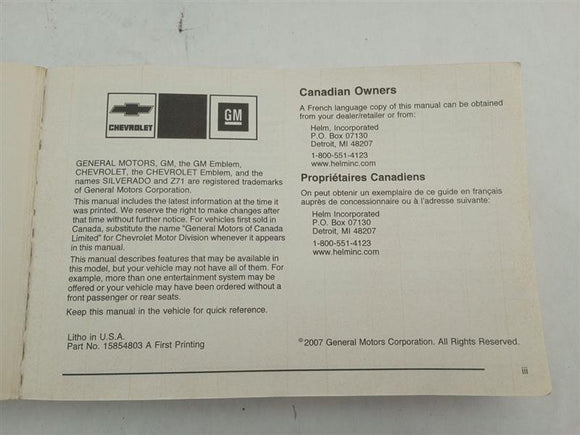 CHEVROLET
GM
GENERAL MOTORS, GM, the GM Emblem,
CHEVROLET, the CHEVROLET Emblem, and the
names SILVERADO and Z71 are registered trademarks
of General Motors Corporation.
This manual includes the latest information at the time it
was printed. We reserve the right to make changes after
that time without further notice. For vehicles first sold in
Canada, substitute the name "General Motors of Canada
Limited" for Chevrolet Motor Division whenever it appears
in this manual.
This manual describes features that may be available in
this model, but your vehicle may not have all of them. For
example, more than one entertainment system may be
offered or your vehicle may have been ordered without a
front passenger or rear seats.
Keep this manual in the vehicle for quick reference.
Litho in U.S.A.
Part No. 15854803 A First Printing
Canadian Owners
A French language copy of this manual can be obtained
from your dealer/retailer or from:
Helm, Incorporated
P.O. Box 07130
Detroit, MI 48207
1-800-551-4123
www.helminc.com
Propriétaires Canadiens
On peut obtenir un exemplaire de ce guide en français
auprès de concessionnaire ou à l'adresse suivante:
Helm Incorporated
P.O. Box 07130
Detroit, MI 48207
1-800-551-4123
www.helminc.com
©2007 General Motors Corporation. All Rights Reserved.
iii